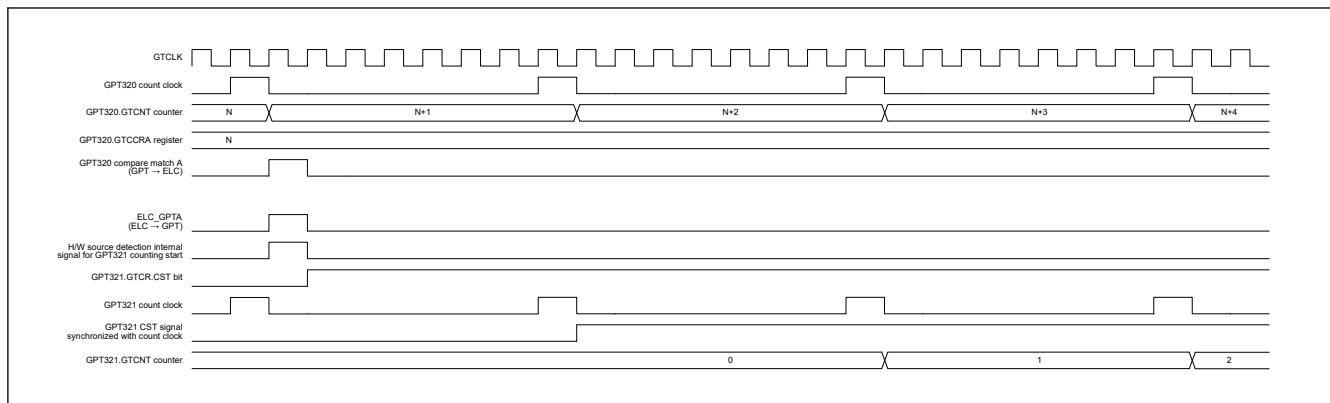 GTCLK
GPT320 count clock
GPT320.GTCNT counter N N+1 N+2 N+3 N+4
GPT320.GTCCRA register N
GPT320 compare match A
(GPT → ELC)
ELC_GPTA
(ELC → GPT)
H/W source detection internal
signal for GPT321 counting start
GPT321.GTCR.CST bit
GPT321 count clock
GPT321 CST signal
synchronized with count clock
GPT321.GTCNT counter 0 1 2